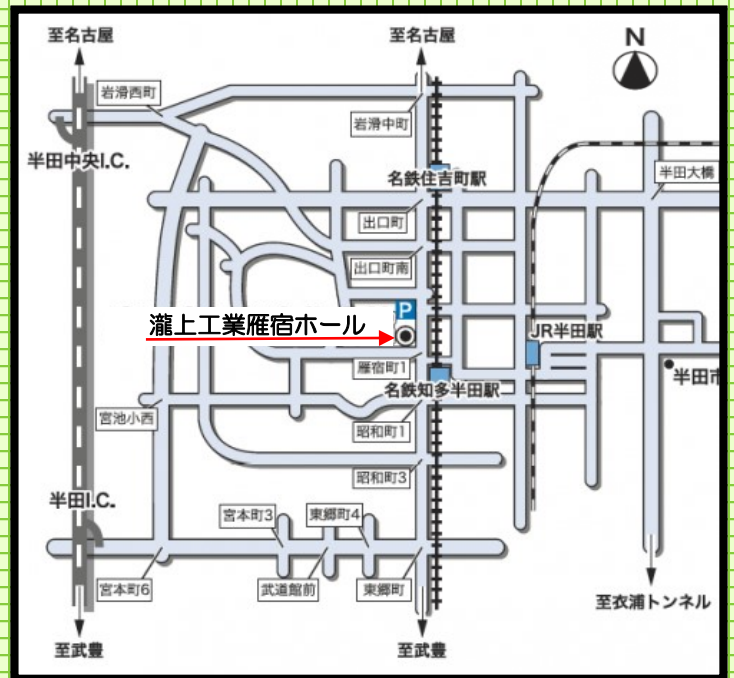 至名古屋
至名古屋
N
岩滑西町
岩滑中町
半田中央I.C.
名鉄住吉町駅
半田大橋
出口町
出口町南
P
瀧上工業雁宿ホール
JR半田駅
雁宿町1
半田市
名鉄知多半田駅
宮池小西
昭和町1
昭和町3
半田I.C.
宮本町3
東郷町4
宮本町6
武道館前
東郷町
至衣浦トンネル
至武豊
至武豊